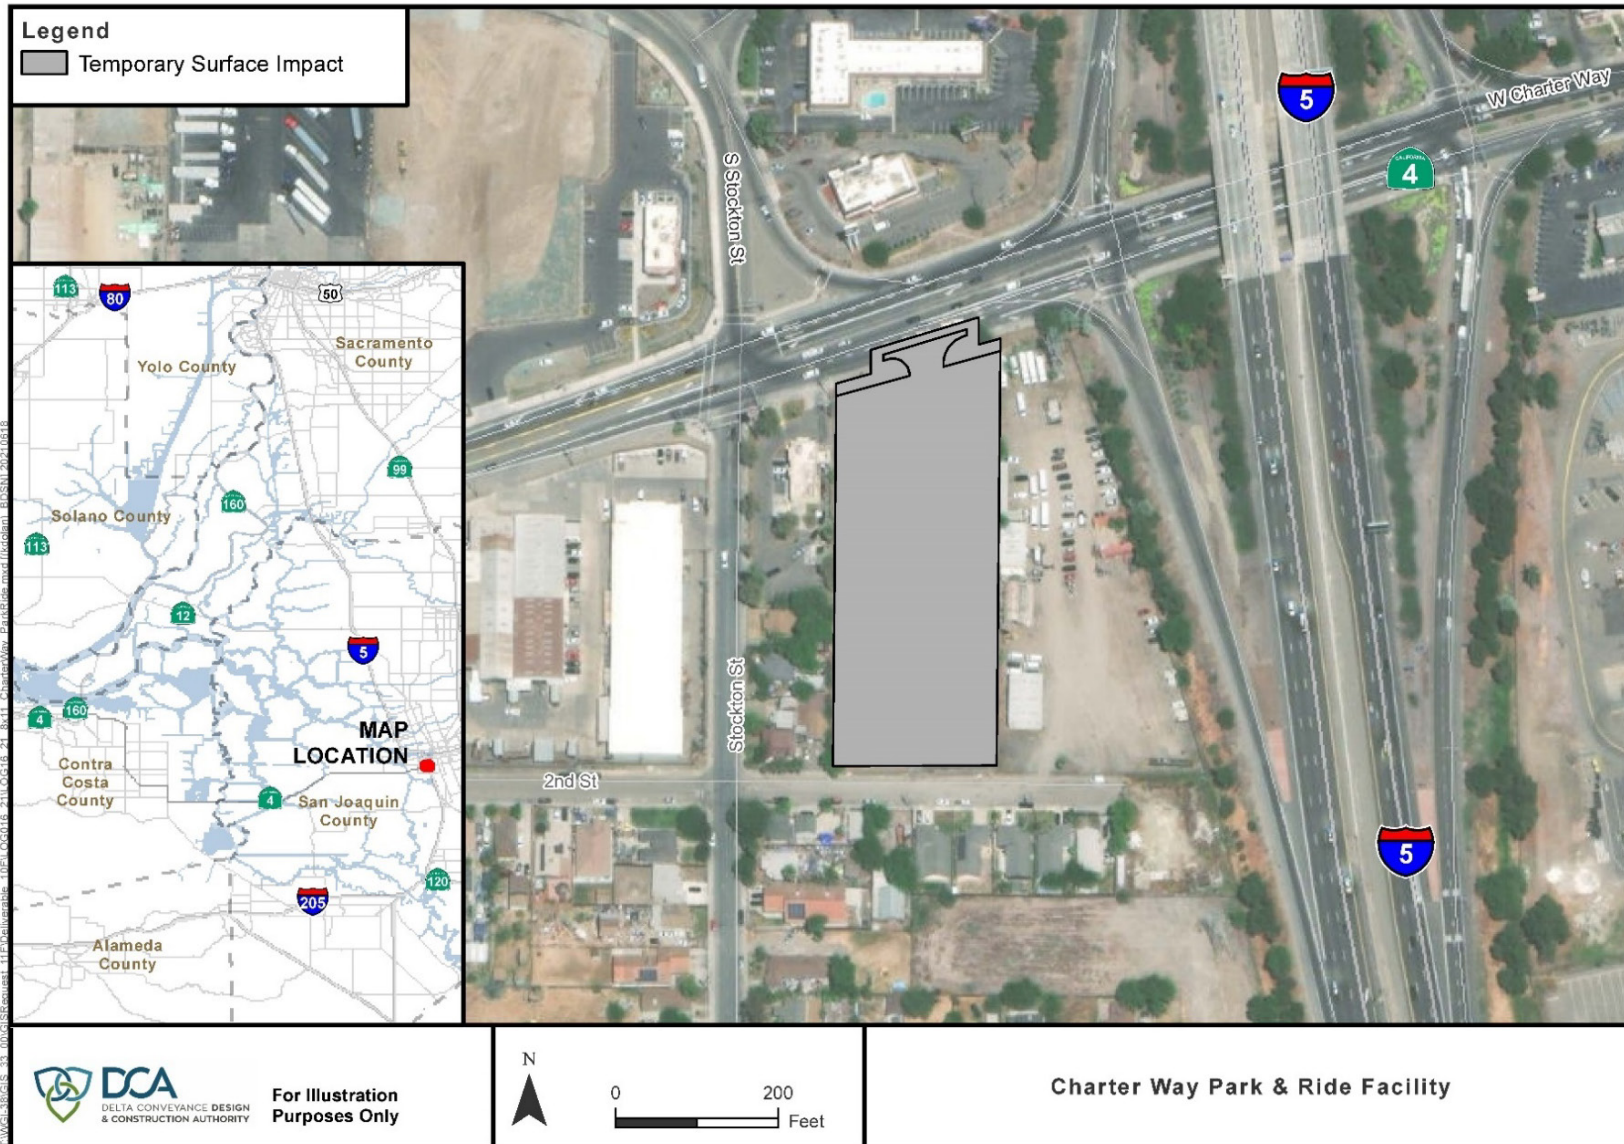 Legend
Temporary Surface Impact
5
W Charter Way
CALIFORNIA
4
S Stockton St
113
80
50
Sacramento
County
Yolo County
99
160
Solano County
113
12
5
4
160
MAP
LOCATION
Contra
Costa
County
4
San Joaquin
County
120
205
Alameda
County
Stockton St
2nd St
5
DCA
DELTA CONVEYANCE DESIGN
& CONSTRUCTION AUTHORITY
For Illustration
Purposes Only
N
0 200
Feet
Charter Way Park & Ride Facility